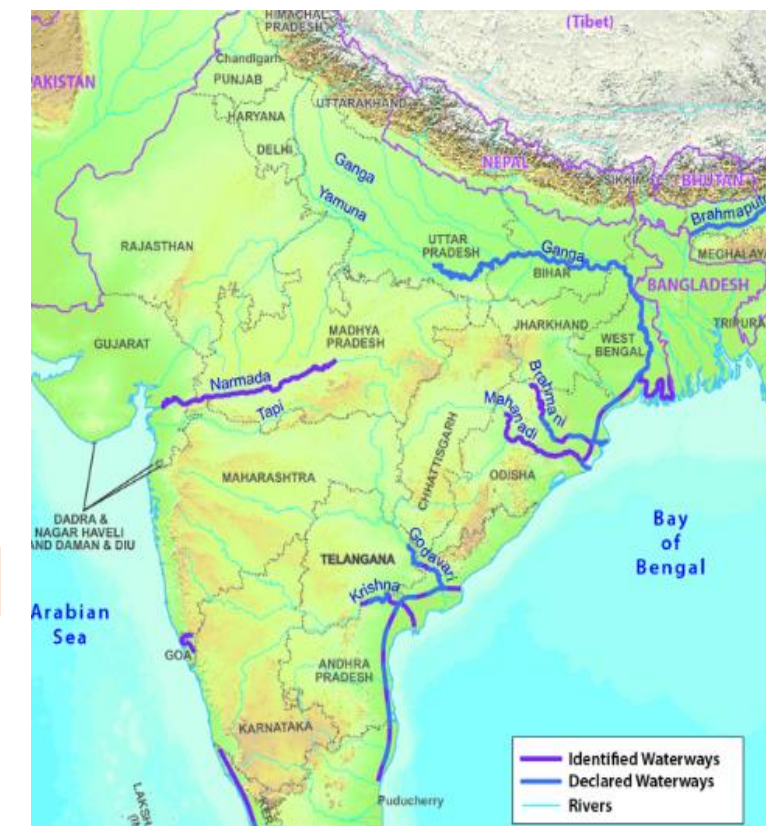 HIMACHAL
PRADESH
(Tibet)
Chandigarh
PUNJAB
PAKISTAN
UTTARAKHAND
HARYANA
DELHI
Ganga
NEPAL
SIKKIM
BHUTAN
Yamuna
Brahmaputr
RAJASTHAN
UTTAR
PRADESH
Ganga
BIHAR
MEGHALAYA
BANGLADESH
GUJARAT
MADHYA
PRADESH
JHARKHAND
WEST
BENGAL
TRIPURA
Narmada
Tapi
Brahmani
Mahanadi
CHHATTISGARH
MAHARASHTRA
ODISHA
DADRA &
NAGAR HAVELI
AND DAMAN & DIU
Bay
of
Bengal
TELANGANA
Godavari
Krishna
Arabian
Sea
GOA
ANDHRA
PRADESH
KARNATAKA
Identified Waterways
Declared Waterways
Rivers
Puducherry
LAKSH
KER